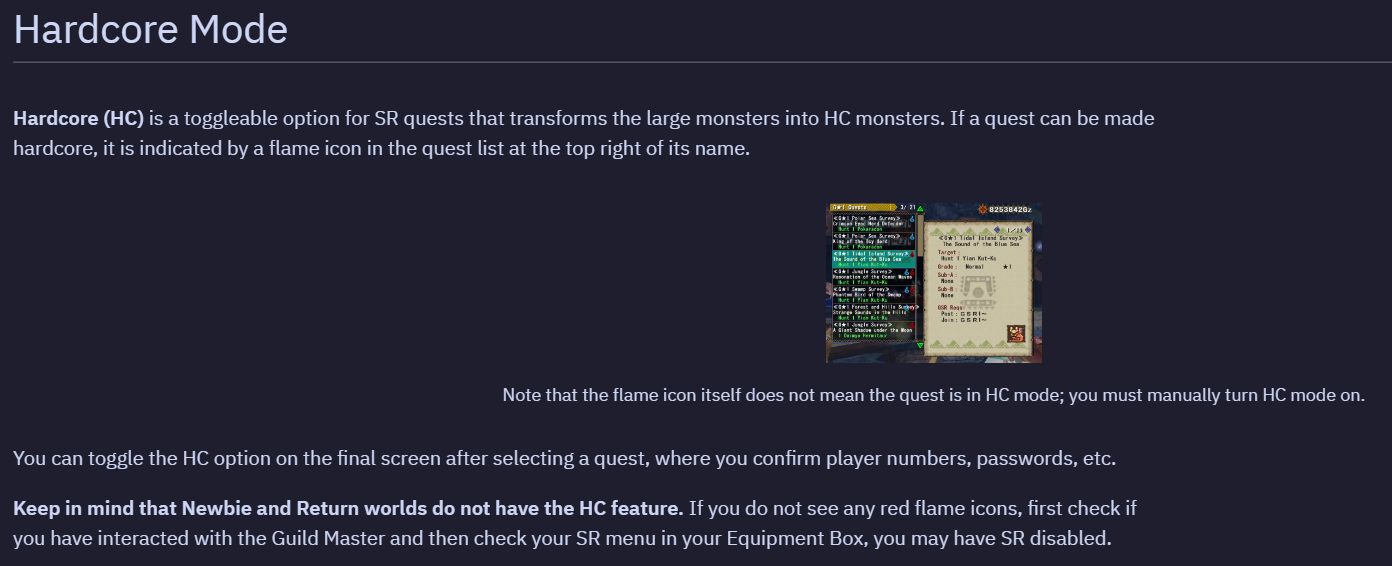 Hardcore Mode
Hardcore (HC) is a toggleable option for SR quests that transforms the large monsters into HC monsters. If a quest can be made
hardcore, it is indicated by a flame icon in the quest list at the top right of its name.
G★1 Quests 3/ 21
82538420z
≪G★1 Polar Sea Survey≫
Crimson Eyed Herd Defender
Hunt 1 Pokaradon
≪G★1 Polar Sea Survey≫
King of the Icy Herd
Hunt 1 Pokaradon
≪G★1 Tidal Island Survey≫
The Sound of the Blue Sea
Hunt 1 Yian Kut-Ku
≪G★1 Jungle Survey≫
Resonation of the Ocean Waves
Hunt 1 Yian Kut-Ku
≪G★1 Swamp Survey≫
Phantom Bird of the Swamp
Hunt 1 Yian Kut-Ku
≪G★1 Forest and Hills Survey≫
Strange Sounds in the Hills
Hunt 1 Yian Kut-Ku
≪G★1 Jungle Survey≫
A Giant Shadow under the Moon
1 Daimyo Hermitaur
≪G★1 Tidal Island Survey≫
The Sound of the Blue Sea
Target:
Hunt 1 Yian Kut-Ku
Grade: Normal ★1
Sub-A:
None
Sub-B:
None
GSR Reqs
Post: GSR1~
Join: GSR1~
Note that the flame icon itself does not mean the quest is in HC mode; you must manually turn HC mode on.
You can toggle the HC option on the final screen after selecting a quest, where you confirm player numbers, passwords, etc.
Keep in mind that Newbie and Return worlds do not have the HC feature. If you do not see any red flame icons, first check if
you have interacted with the Guild Master and then check your SR menu in your Equipment Box, you may have SR disabled.